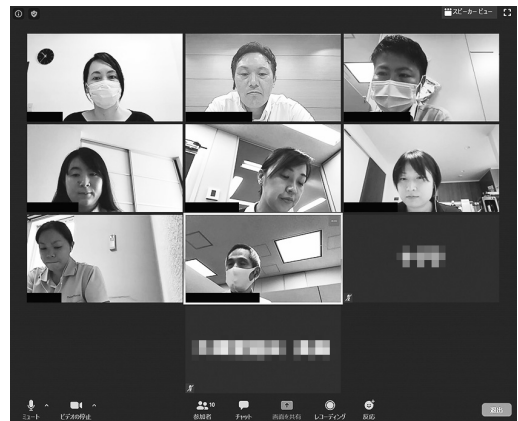 スピーカー ビュー
10
ミュート
ビデオの停止
参加者
チャット
画面を共有
レコーディング
反応
退出